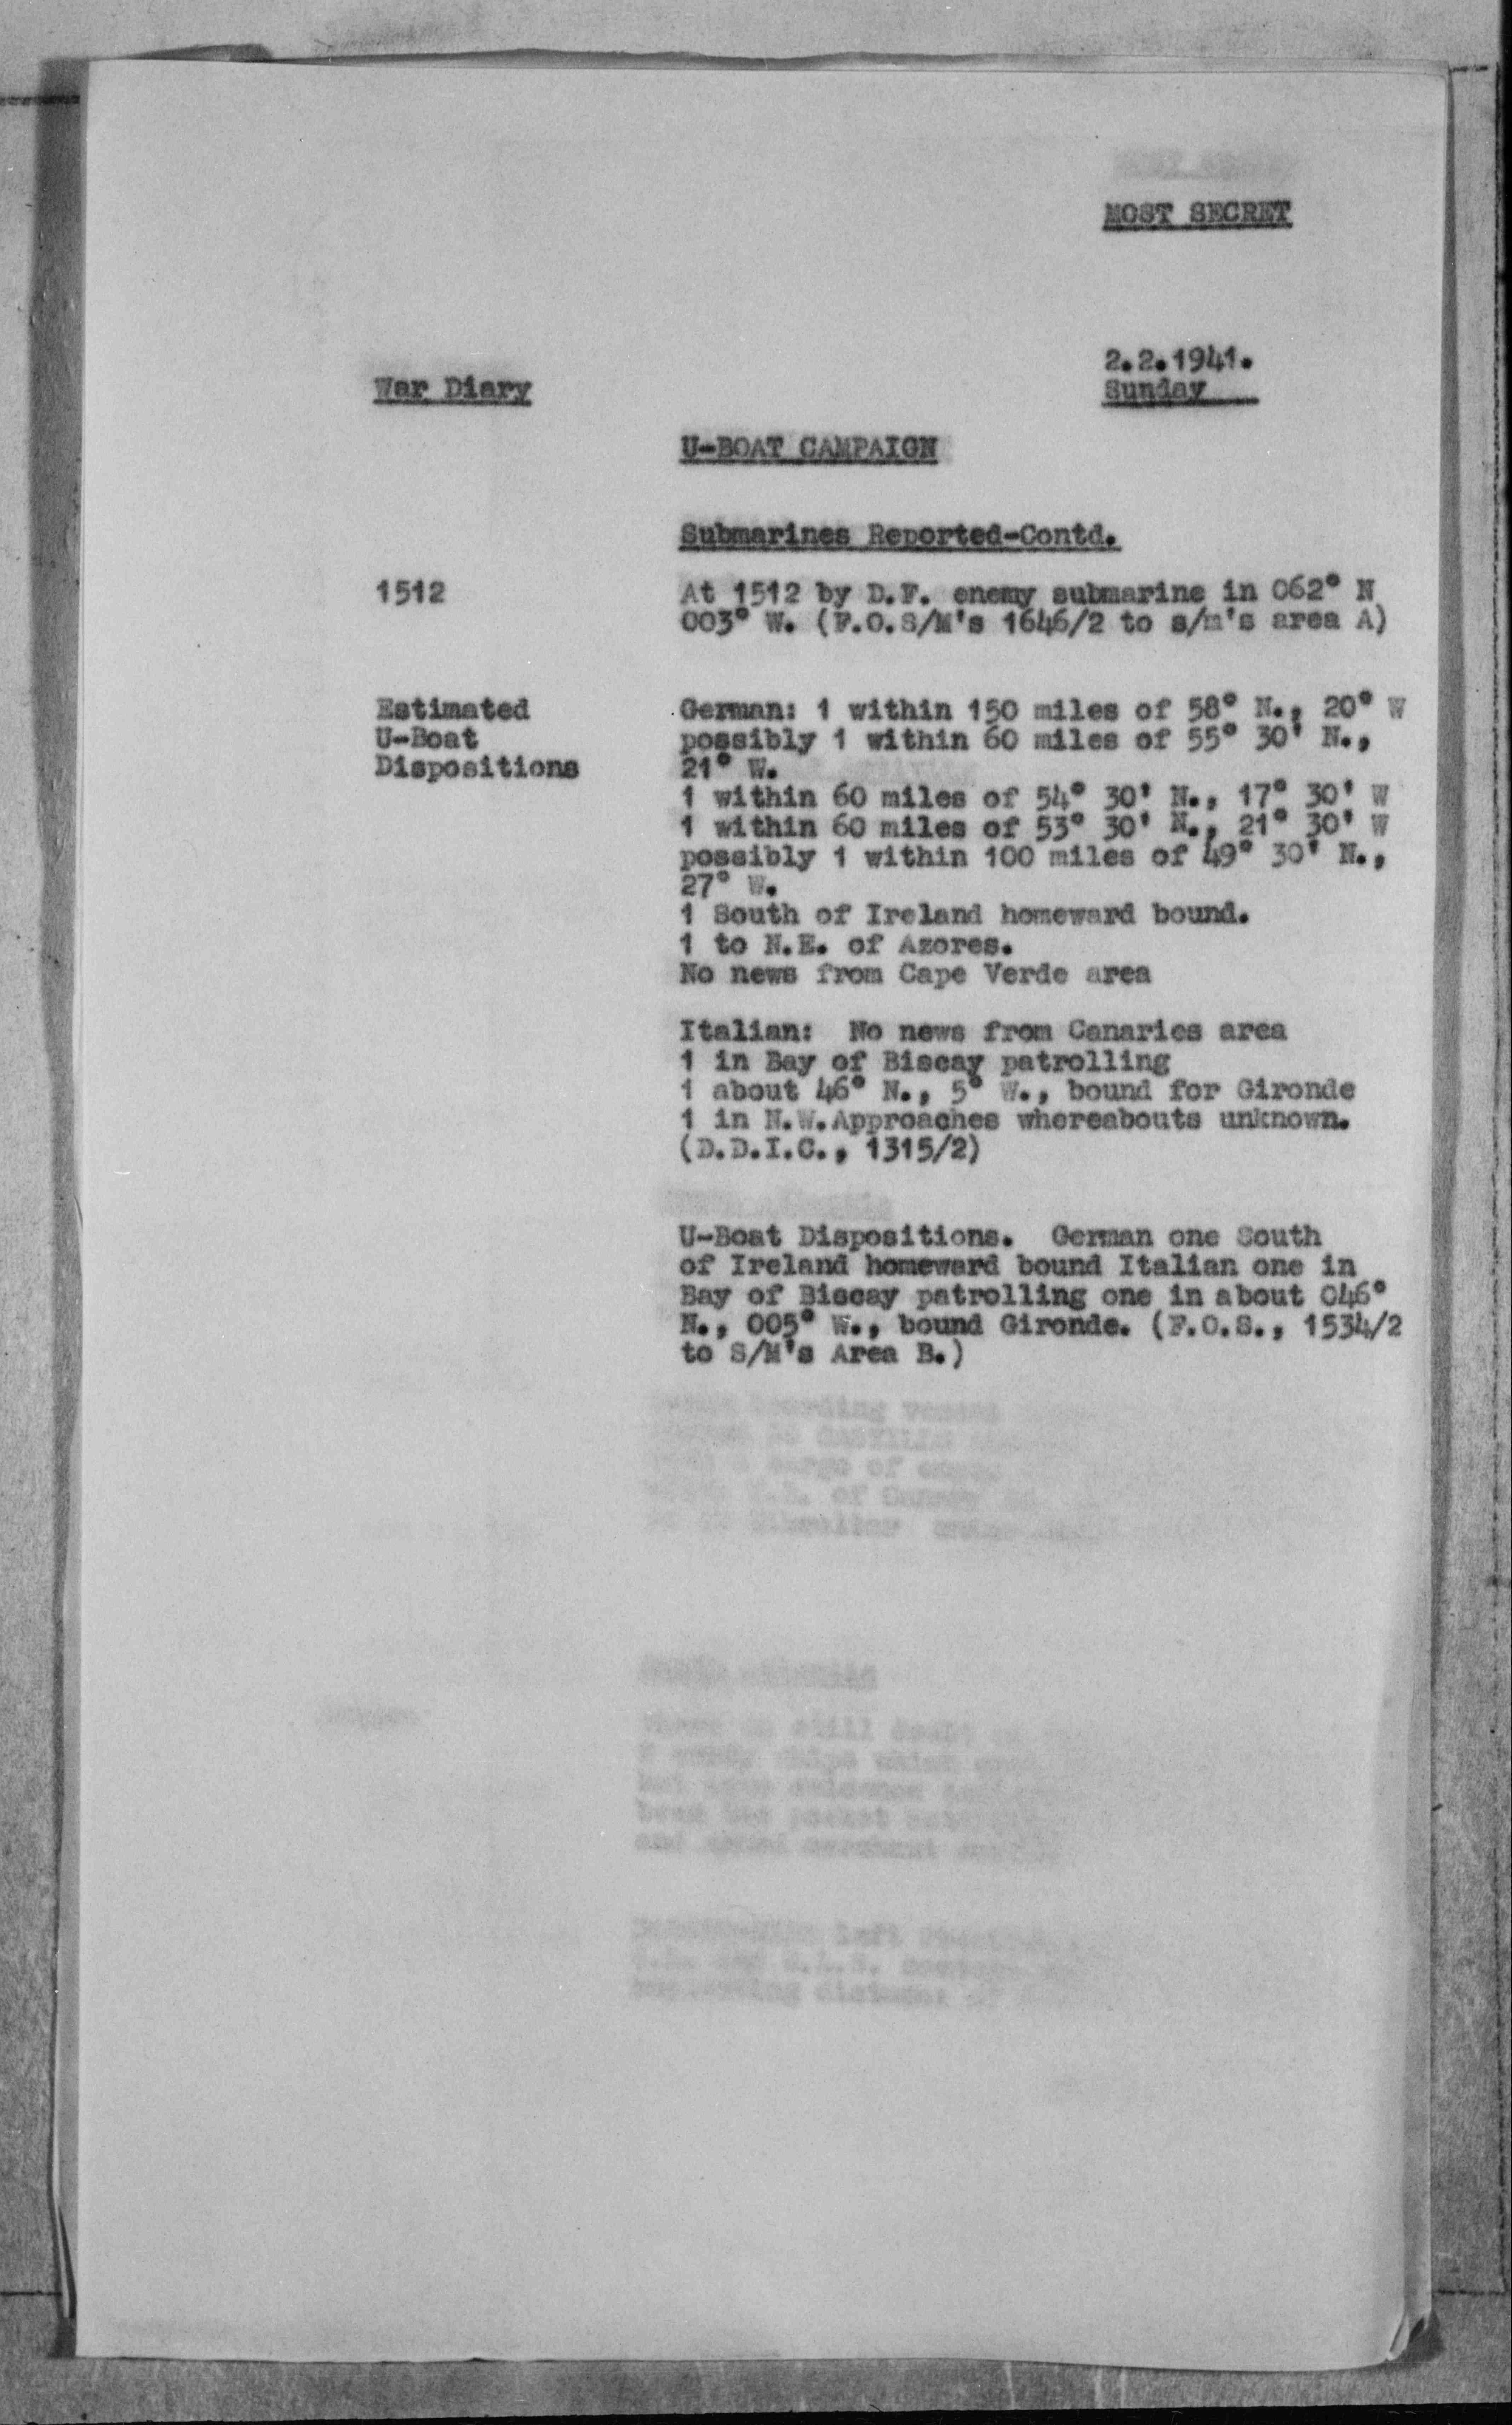 MOST SECRET
2.2.1941.
War Diary
Sunday
U-BOAT CAMPAIGN
Submarines Reported-Contd.
1512
At 1512 by D.F. enemy submarine in 062° N
003° W. (F.O.S/M's 1646/2 to s/m's area A)
Estimated
U-Boat
Dispositions
German: 1 within 150 miles of 58° N., 20° W
possibly 1 within 60 miles of 55° 30' N.,
21° W.
1 within 60 miles of 54° 30' N., 17° 30' W
1 within 60 miles of 53° 30' N., 21° 30' W
possibly 1 within 100 miles of 49° 30' N.,
27° W.
1 South of Ireland homeward bound.
1 to N.E. of Azores.
No news from Cape Verde area
Italian: No news from Canaries area
1 in Bay of Biscay patrolling
1 about 46° N., 5° W., bound for Gironde
1 in N.W.Approaches whereabouts unknown.
(D.D.I.C., 1315/2)
U-Boat Dispositions. German one South
of Ireland homeward bound Italian one in
Bay of Biscay patrolling one in about 046°
N., 005° W., bound Gironde. (F.O.S., 1534/2
to S/M's Area B.)